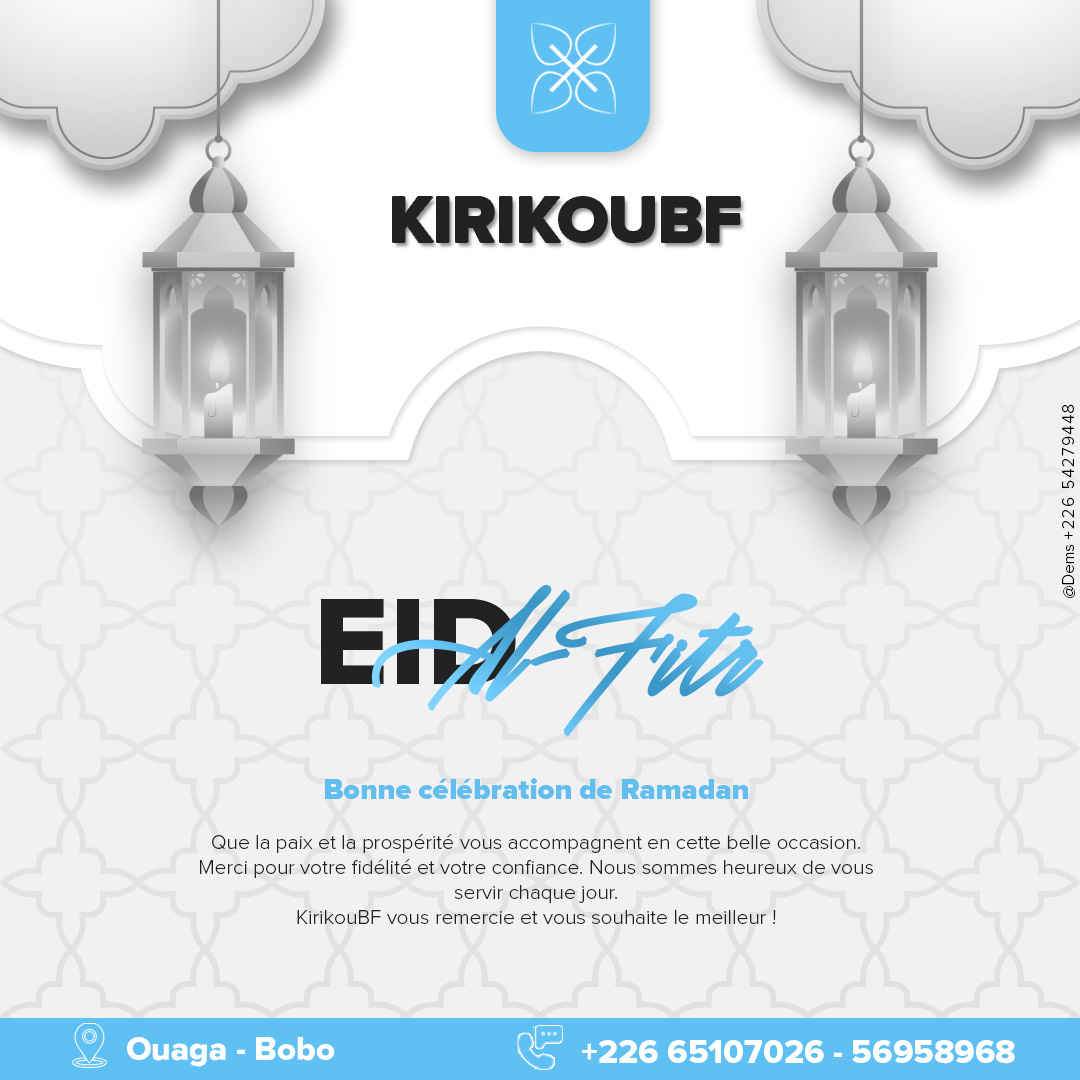 KIRIKOUBF
@Dems +226 54279448
EID Al-Fitr
Bonne célébration de Ramadan
Que la paix et la prospérité vous accompagnent en cette belle occasion.
Merci pour votre fidélité et votre confiance. Nous sommes heureux de vous
servir chaque jour.
KirikouBF vous remercie et vous souhaite le meilleur !
Ouaga - Bobo
+226 65107026 - 56958968